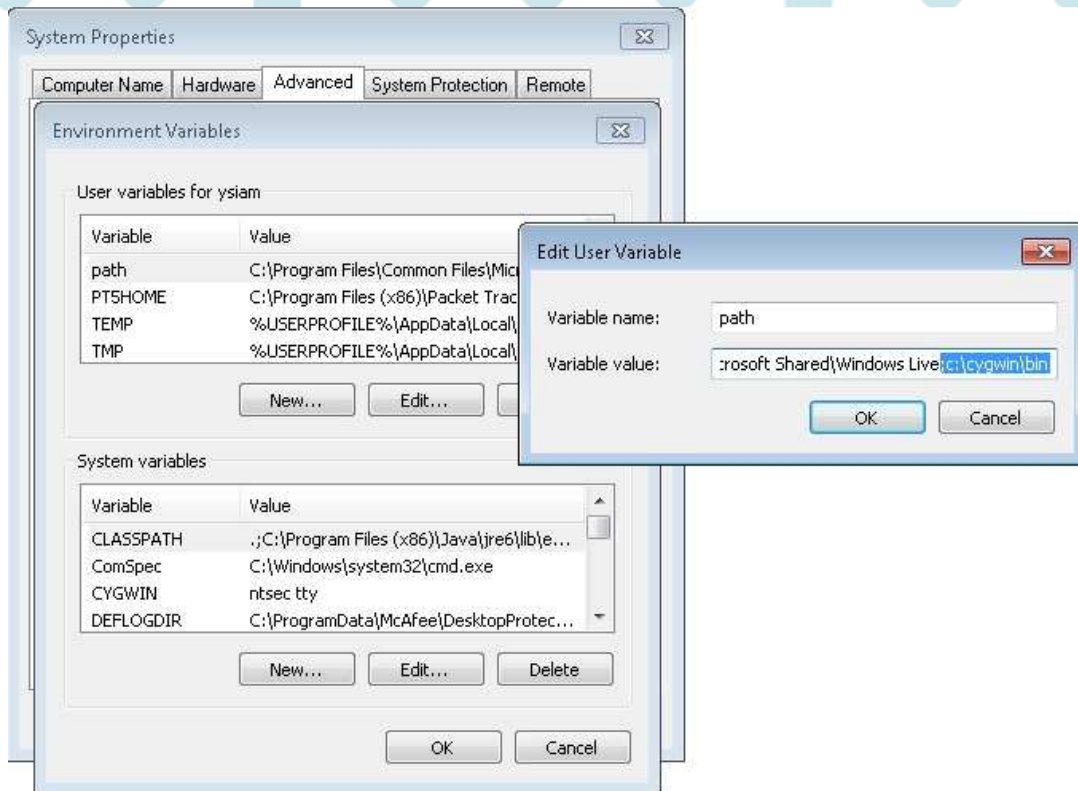 System Properties
Computer Name Hardware Advanced System Protection Remote
Environment Variables
User variables for ysiam
Variable Value
path C:\Program Files\Common Files\Mic
PT5HOME C:\Program Files (x86)\Packet Trac
TEMP %USERPROFILE%\AppData\Local\
TMP %USERPROFILE%\AppData\Local\
New... Edit...
Edit User Variable
Variable name: path
Variable value: crosoft Shared\Windows Live;c:\cygwin\bin
OK Cancel
System variables
Variable Value
CLASSPATH .;C:\Program Files (x86)\Java\jre6\lib\e...
ComSpec C:\Windows\system32\cmd.exe
CYGWIN ntsec tty
DEFLOGDIR C:\ProgramData\McAfee\DesktopProtec...
New... Edit... Delete
OK Cancel